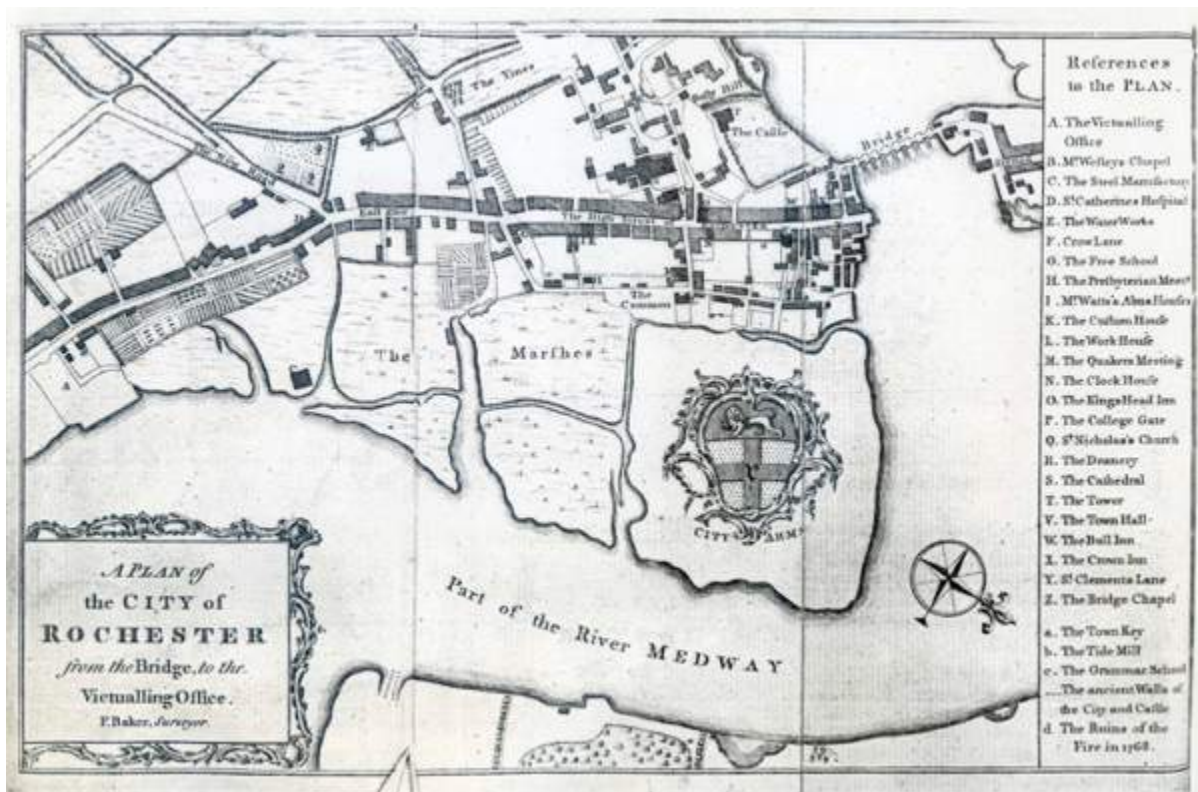 References
to the PLAN.
A. The Victualling
Office
B. Mr Wesleys Chapel
C. The Steel Manufactory
D. St Catherines Hospital
E. The Water Works
F. Crow Lane
G. The Free School
H. The Presbyterian Meetg
I. Mr Watts's Alms Houses
K. The Custom House
L. The Work House
M. The Quakers Meeting
N. The Clock House
O. The Kings Head Inn
P. The College Gate
Q. St Nicholas's Church
R. The Deanery
S. The Cathedral
T. The Tower
V. The Town Hall
W. The Bull Inn
X. The Crown Inn
Y. St Clements Lane
Z. The Bridge Chapel
a. The Town Key
b. The Tide Mill
c. The Grammar School
The ancient Walls of
the City and Castle
d. The Ruins of the
Fire in 1768.
The Vines
Bully Hill
The Castle
Bridge
Road
East Gate
The High Street
The
Common
The Marshes
A
CITY ARMS
Part of the River MEDWAY
A PLAN of
the CITY of
ROCHESTER
from the Bridge, to the
Victualling Office.
F. Baker, Surveyor.